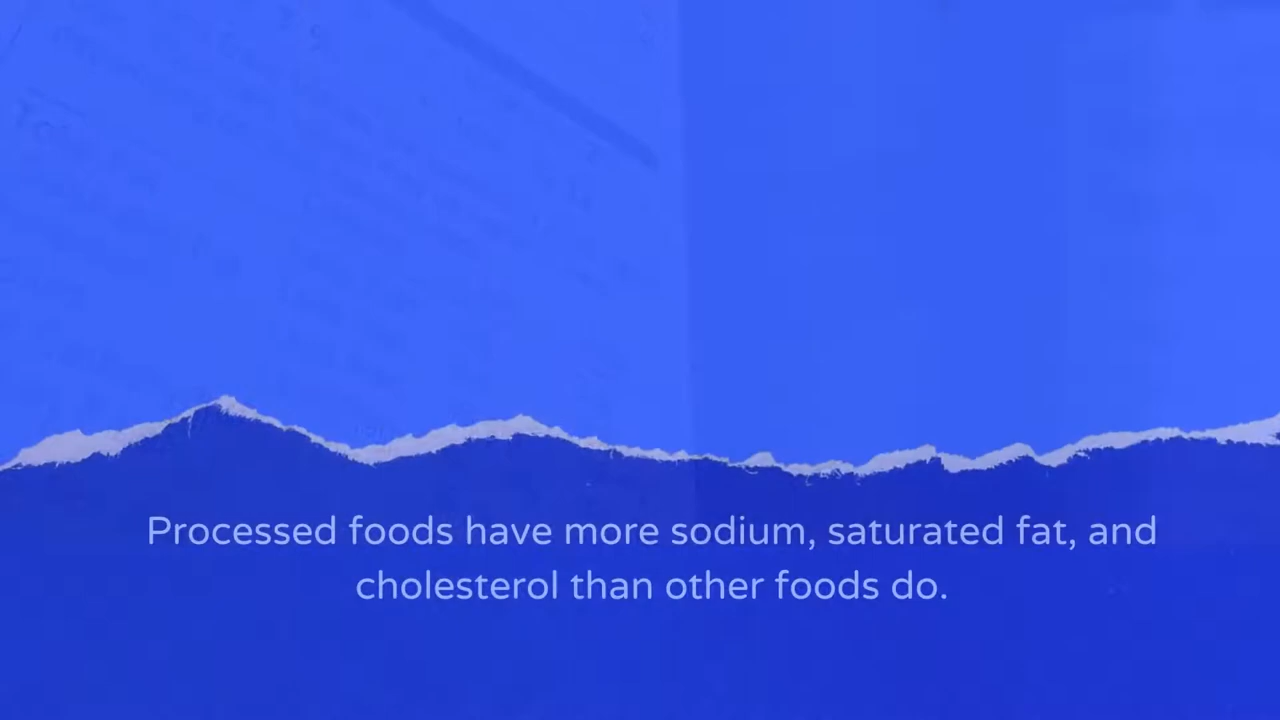 Processed foods have more sodium, saturated fat, and
cholesterol than other foods do.